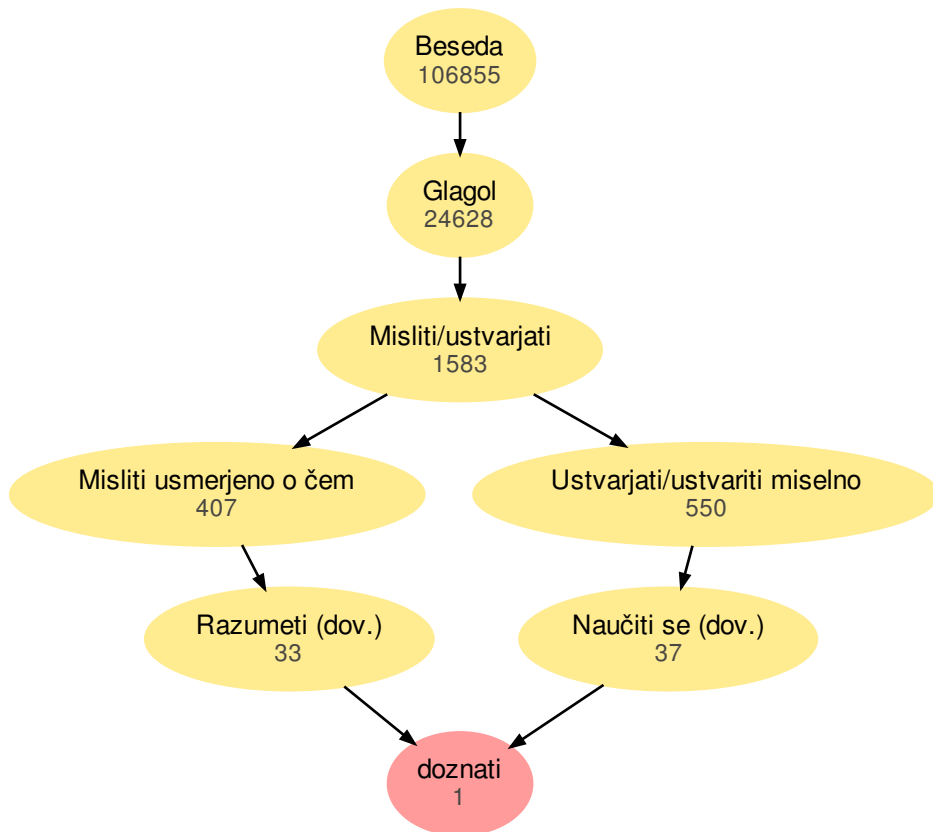 Beseda
106855
Glagol
24628
Misliti/ustvarjati
1583
Misliti usmerjeno o čem
407
Ustvarjati/ustvariti miselno
550
Razumeti (dov.)
33
Naučiti se (dov.)
37
doznati
1